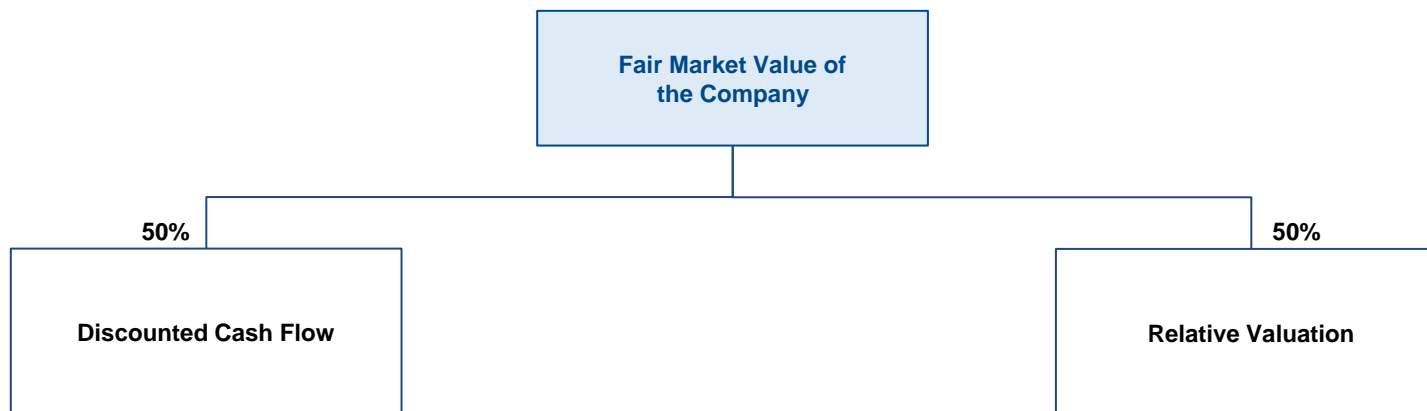 Fair Market Value of
the Company
50%
50%
Discounted Cash Flow
Relative Valuation